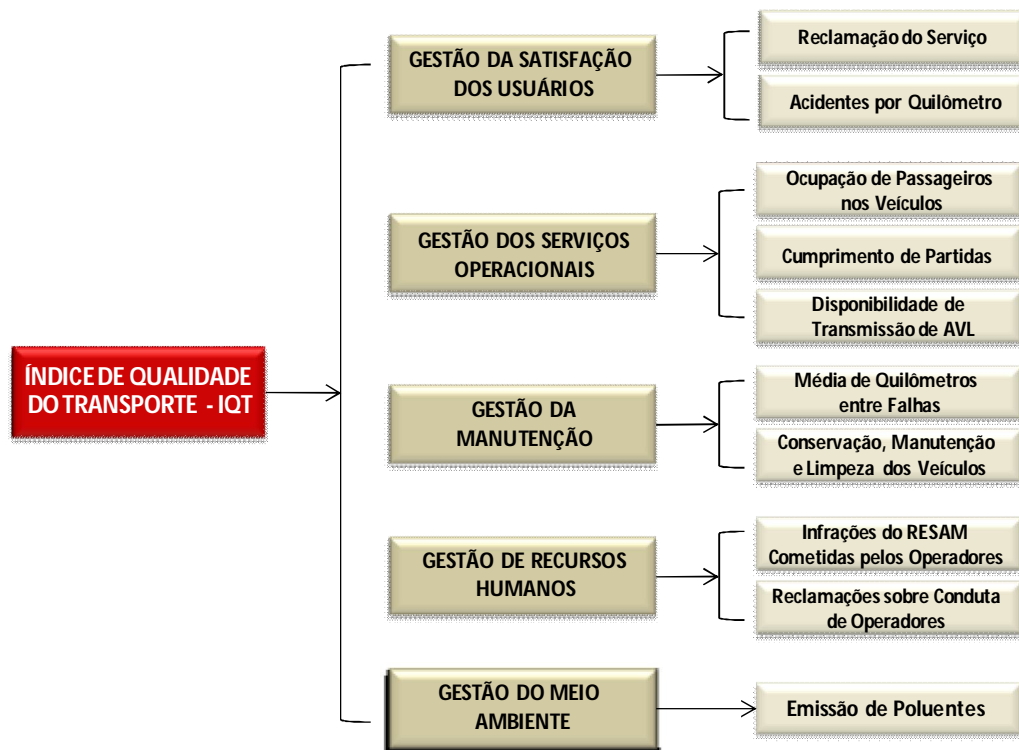 ÍNDICE DE QUALIDADE
DO TRANSPORTE - IQT
GESTÃO DA SATISFAÇÃO
DOS USUÁRIOS
Reclamação do Serviço
Acidentes por Quilômetro
GESTÃO DOS SERVIÇOS
OPERACIONAIS
Ocupação de Passageiros
nos Veículos
Cumprimento de Partidas
Disponibilidade de
Transmissão de AVL
GESTÃO DA
MANUTENÇÃO
Média de Quilômetros
entre Falhas
Conservação, Manutenção
e Limpeza dos Veículos
GESTÃO DE RECURSOS
HUMANOS
Infrações do RESAM
Cometidas pelos Operadores
Reclamações sobre Conduta
de Operadores
GESTÃO DO MEIO
AMBIENTE
Emissão de Poluentes